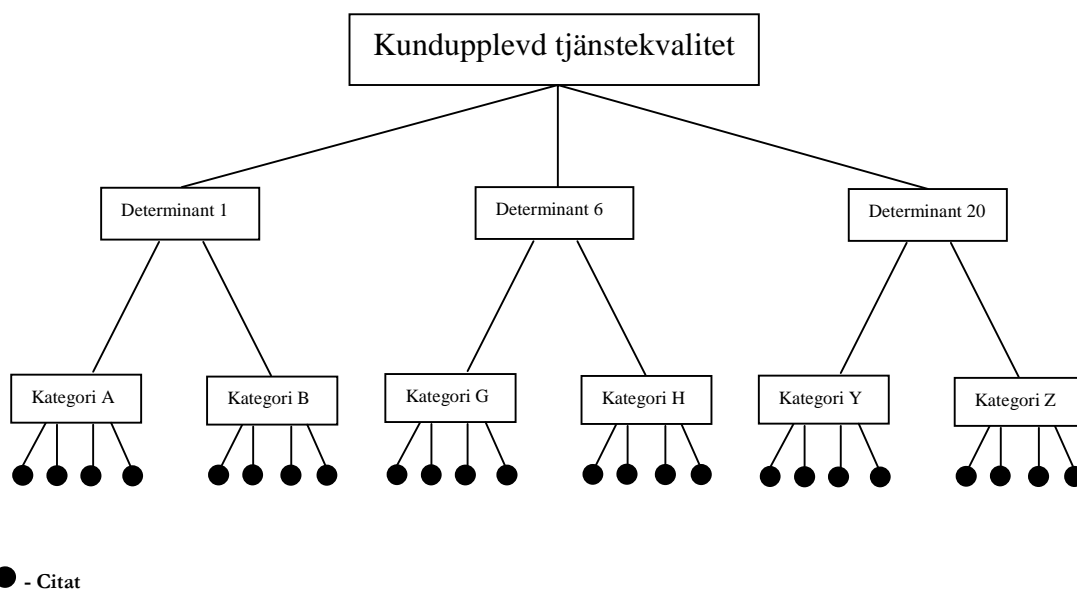 Kundupplevd tjänstekvalitet
Determinant 1
Determinant 6
Determinant 20
Kategori A
Kategori B
Kategori G
Kategori H
Kategori Y
Kategori Z
- Citat